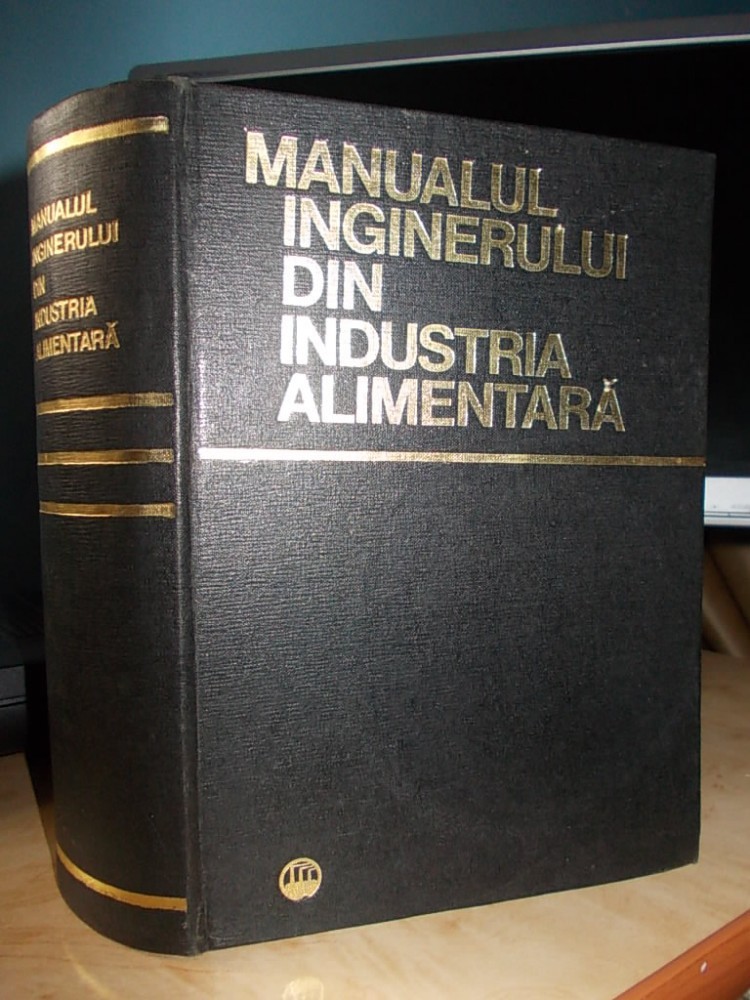 MANUALUL
INGINERULUI
DIN
INDUSTRIA
ALIMENTARĂ
MANUALUL
INGINERULUI
DIN
INDUSTRIA
ALIMENTARĂ